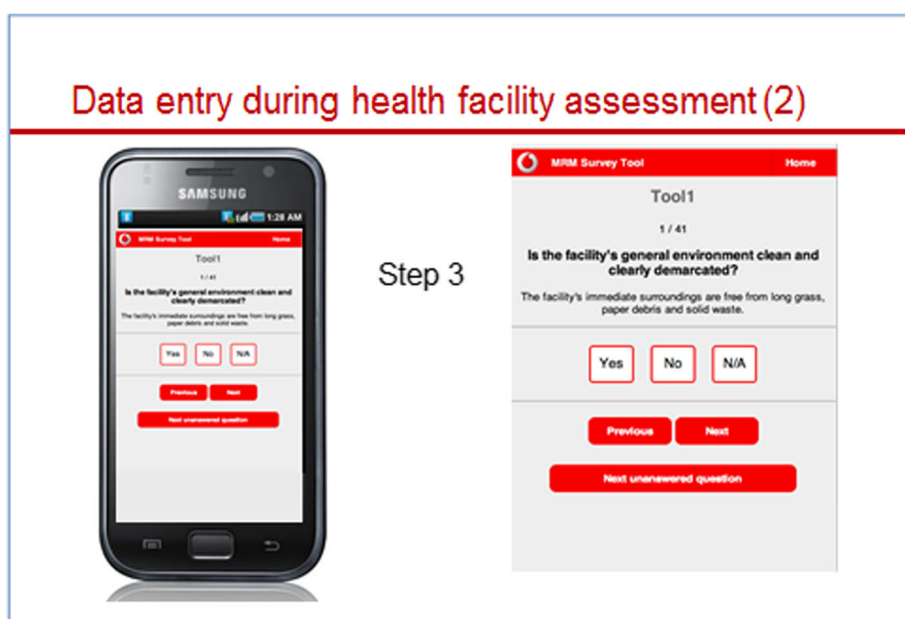 Data entry during health facility assessment (2)
SAMSUNG
1:28 AM
MRM Survey Tool Home
Tool1
1 / 41
Is the facility's general environment clean and
clearly demarcated?
The facility's immediate surroundings are free from long grass,
paper debris and solid waste.
Yes No N/A
Previous Next
Next unanswered question
Step 3
MRM Survey Tool Home
Tool1
1 / 41
Is the facility's general environment clean and
clearly demarcated?
The facility's immediate surroundings are free from long grass,
paper debris and solid waste.
Yes No N/A
Previous Next
Next unanswered question